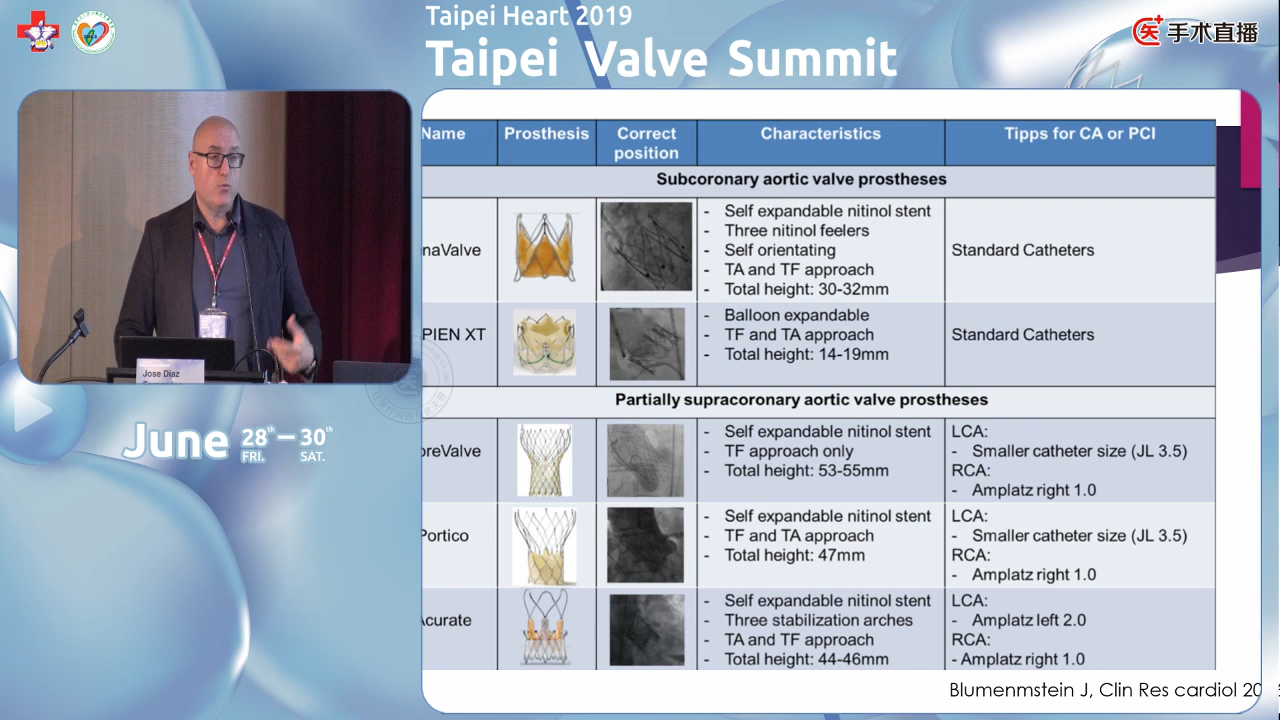 Taipei Heart 2019
Taipei Valve Summit
手术直播
Name Prosthesis Correct position Characteristics Tipps for CA or PCI
Subcoronary aortic valve prostheses
naValve
- Self expandable nitinol stent
- Three nitinol feelers
- Self orientating
- TA and TF approach
- Total height: 30-32mm
Standard Catheters
PIEN XT
- Balloon expandable
- TF and TA approach
- Total height: 14-19mm
Standard Catheters
Partially supracoronary aortic valve prostheses
oreValve
- Self expandable nitinol stent
- TF approach only
- Total height: 53-55mm
LCA:
- Smaller catheter size (JL 3.5)
RCA:
- Amplatz right 1.0
Portico
- Self expandable nitinol stent
- TF and TA approach
- Total height: 47mm
LCA:
- Smaller catheter size (JL 3.5)
RCA:
- Amplatz right 1.0
Acurate
- Self expandable nitinol stent
- Three stabilization arches
- TA and TF approach
- Total height: 44-46mm
LCA:
- Amplatz left 2.0
RCA:
- Amplatz right 1.0
Blumenmstein J, Clin Res cardiol 20
Jose Diaz
June 28th — 30th
FRI. SAT.